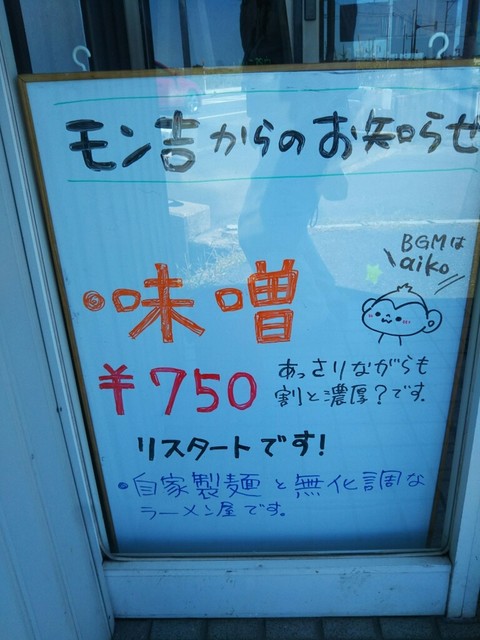 モン吉からのお知らせ
BGMは
aiko
・味噌
¥750
あっさりながらも
割と濃厚?です。
リスタートです!
・自家製麺と無化調な
ラーメン屋です。